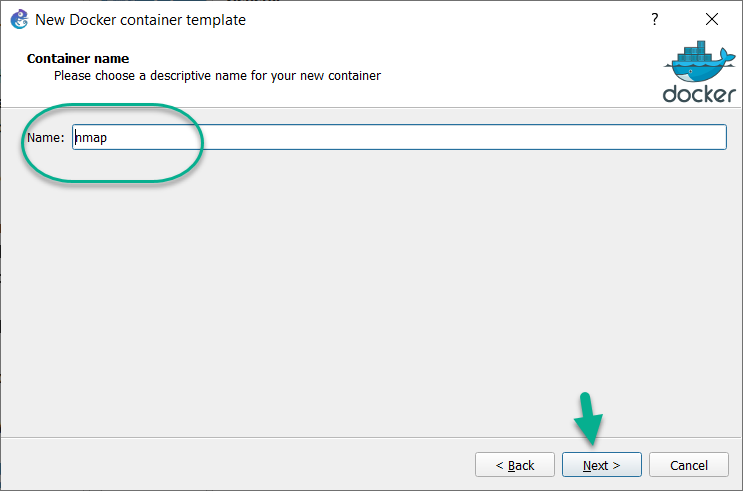 New Docker container template
?
Container name
Please choose a descriptive name for your new container
docker
Name: nmap
< Back Next > Cancel